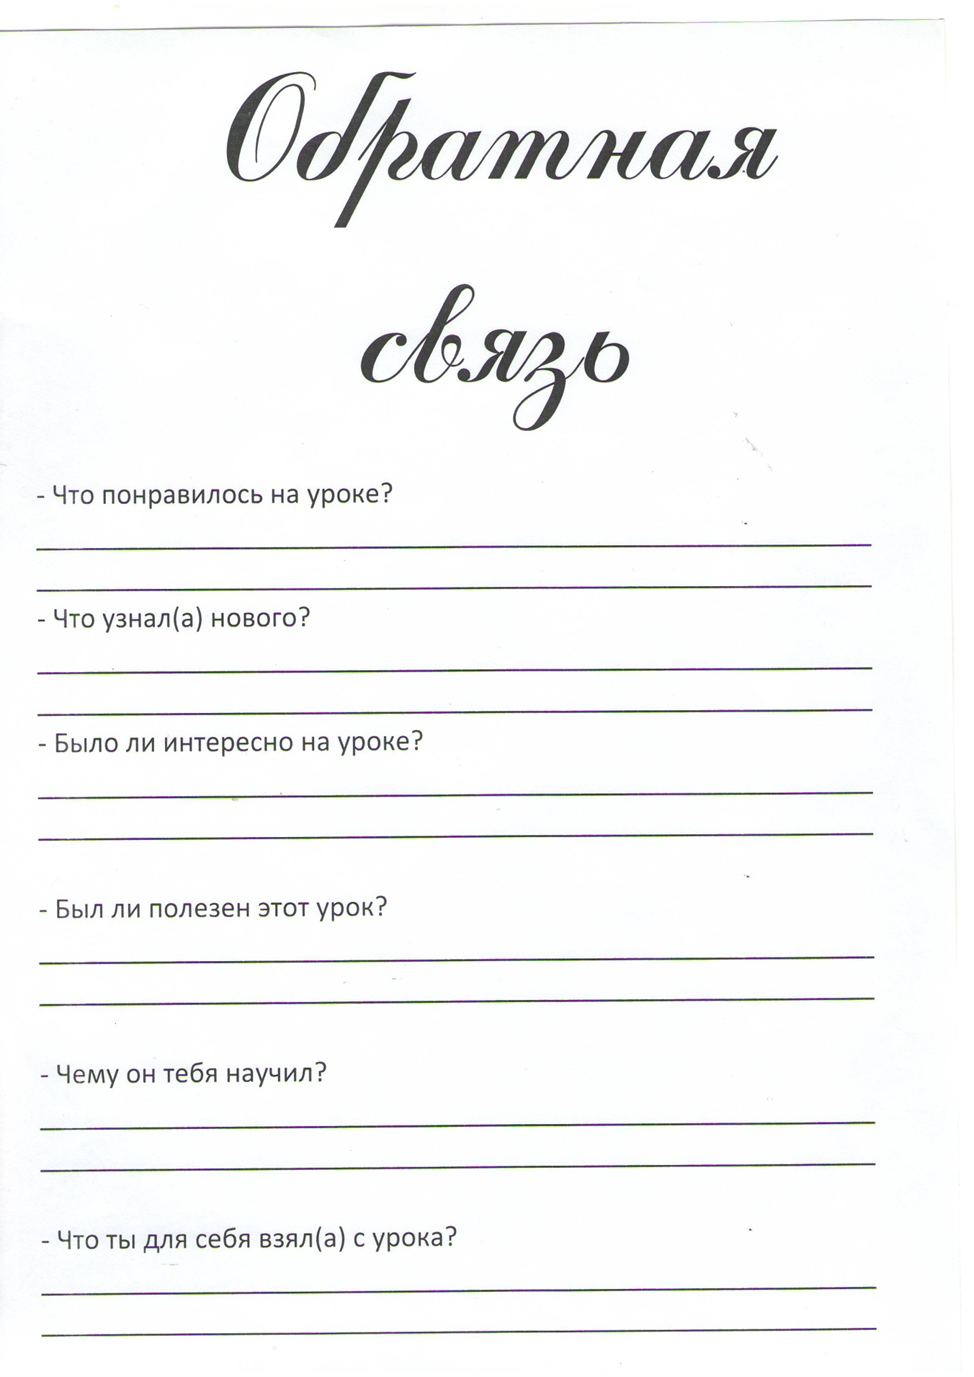 Обратная
связь
- Что понравилось на уроке?
- Что узнал(а) нового?
- Было ли интересно на уроке?
- Был ли полезен этот урок?
- Чему он тебя научил?
- Что ты для себя взял(а) с урока?